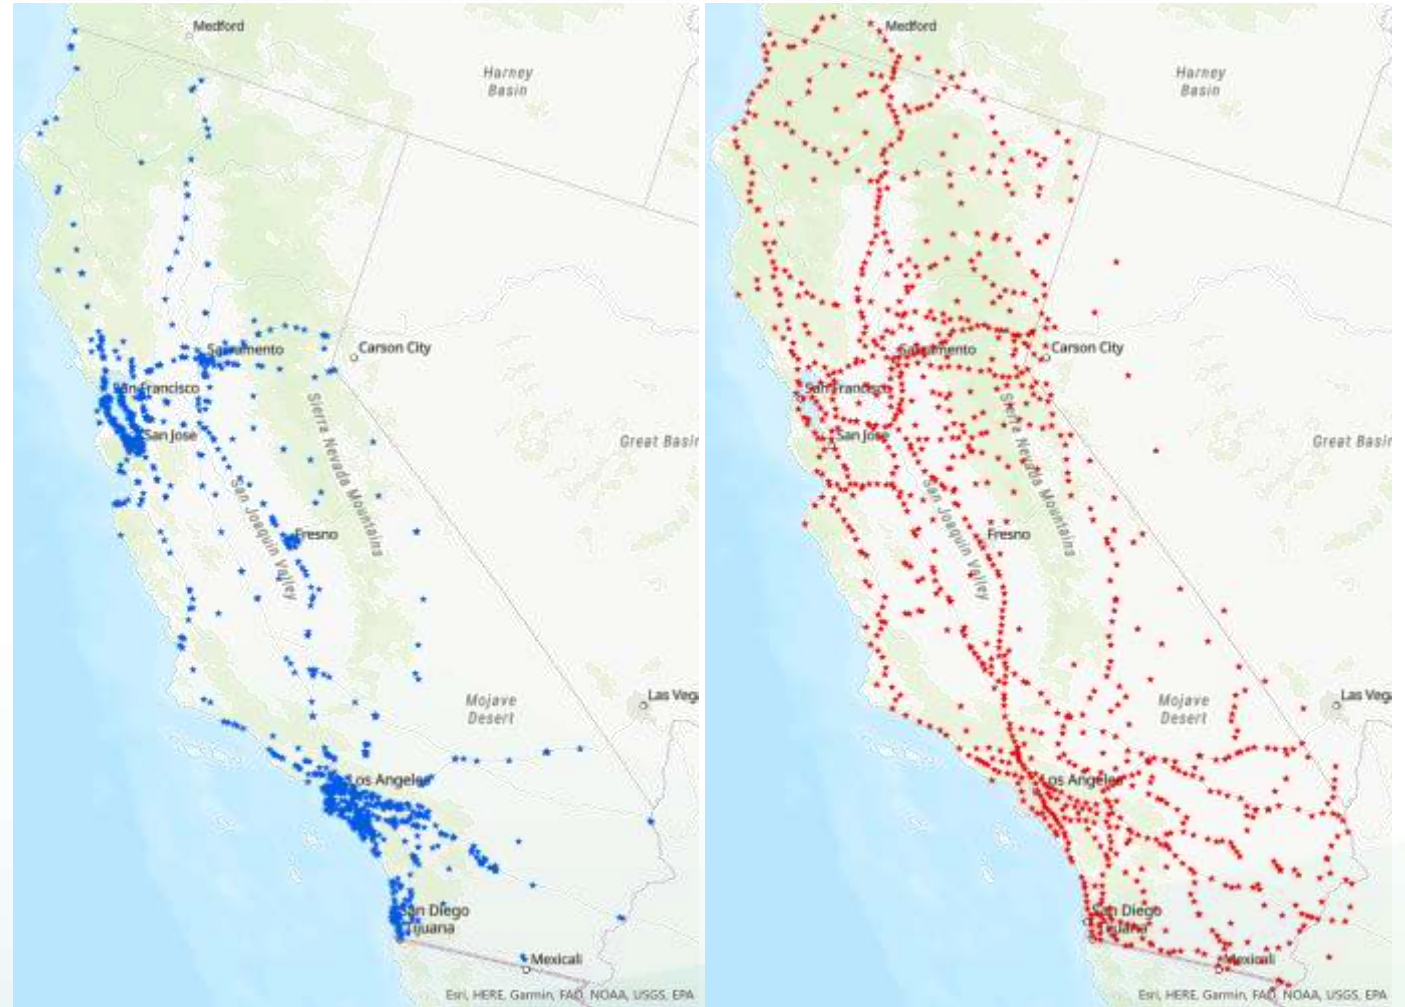 Medford
Harney
Basin
Carson City
Sacramento
San Francisco
San Jose
Great Basin
Sierra Nevada Mountains
San Joaquin Valley
Fresno
Mojave
Desert
Las Vega
Los Angeles
San Diego
Tijuana
Mexicali
Esri, HERE, Garmin, FAO, NOAA, USGS, EPA
Medford
Harney
Basin
Carson City
Sacramento
San Francisco
San Jose
Great Basin
Sierra Nevada Mountains
San Joaquin Valley
Fresno
Mojave
Desert
Las Vega
Los Angeles
San Diego
Tijuana
Mexicali
Esri, HERE, Garmin, FAO, NOAA, USGS, EPA